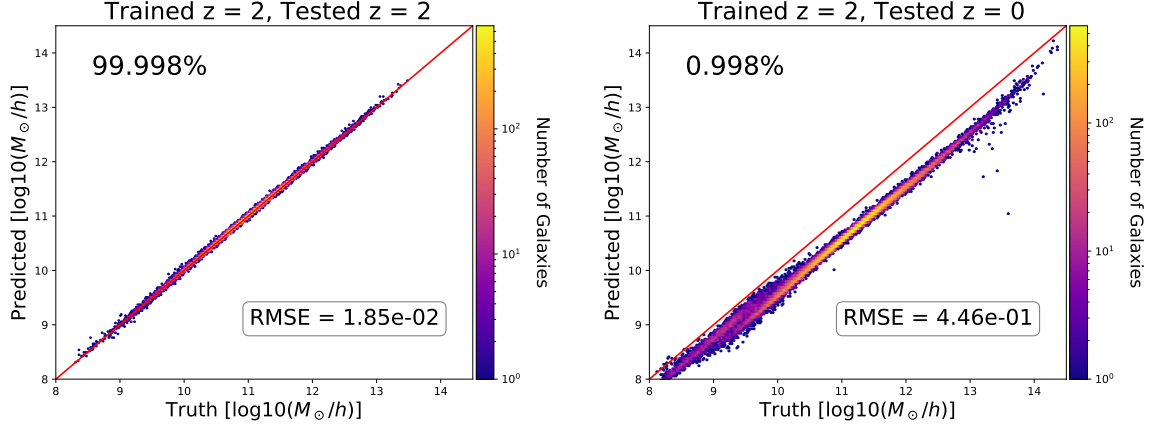 Trained z = 2, Tested z = 2
99.998%
RMSE = 1.85e-02
Predicted [log10(M⊙/h)]
14
13
12
11
10
9
8
8 9 10 11 12 13 14
Truth [log10(M⊙/h)]
10²
10¹
10⁰
Number of Galaxies
Trained z = 2, Tested z = 0
0.998%
RMSE = 4.46e-01
Predicted [log10(M⊙/h)]
14
13
12
11
10
9
8
8 9 10 11 12 13 14
Truth [log10(M⊙/h)]
10²
10¹
10⁰
Number of Galaxies